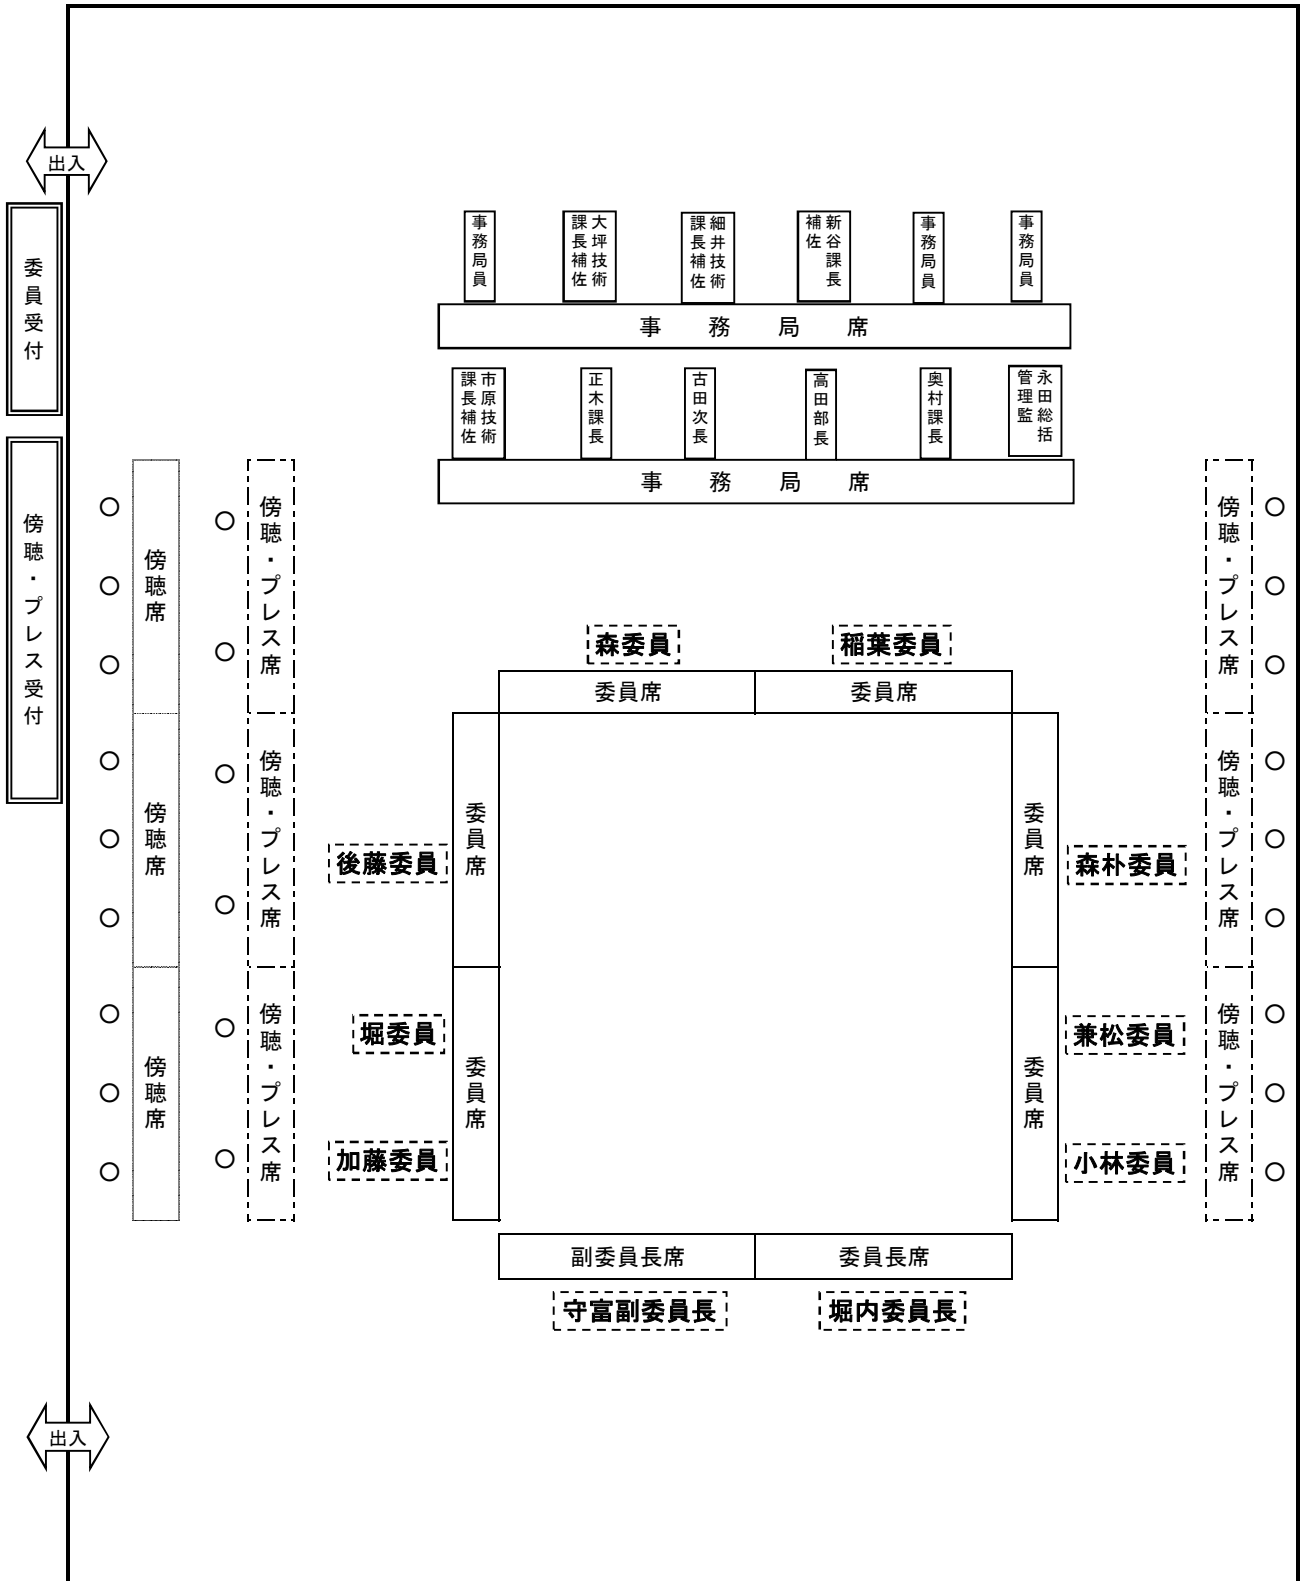 出入
委員受付
傍聴・プレス受付
事務局員
大坪技術
課長補佐
細井技術
課長補佐
新谷課長
補佐
事務局員
事務局員
事務局席
市原技術
課長補佐
正木課長
古田次長
高田部長
奥村課長
永田総括
管理監
事務局席
傍聴席
傍聴席
傍聴席
傍聴・プレス席
傍聴・プレス席
傍聴・プレス席
森委員
稲葉委員
委員席
委員席
後藤委員
委員席
堀委員
加藤委員
委員席
委員席
森朴委員
委員席
兼松委員
小林委員
副委員長席
委員長席
守富副委員長
堀内委員長
傍聴・プレス席
傍聴・プレス席
傍聴・プレス席
出入